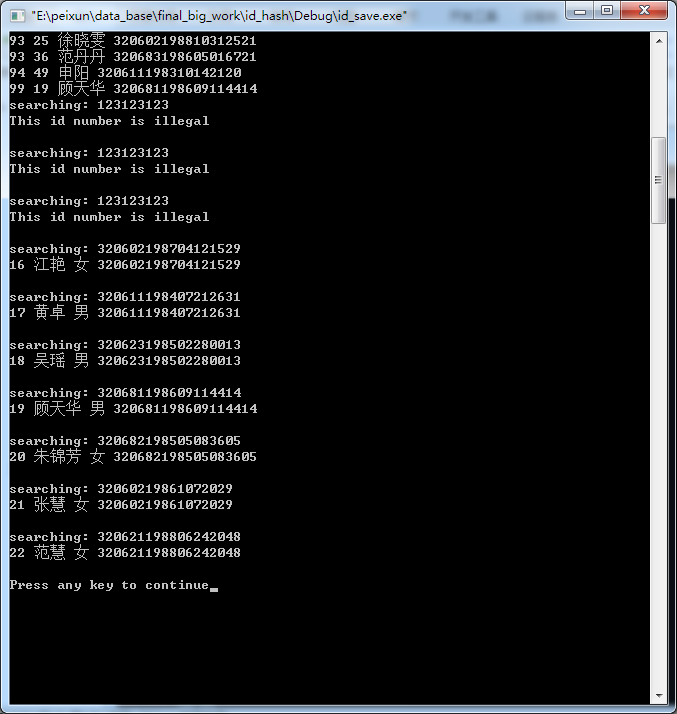 "E:\peixun\data_base\final_big_work\id_hash\Debug\id_save.exe"
93 25 徐晓雯 320602198810312521
93 36 范丹丹 320683198605016721
94 49 申阳 320611198310142120
99 19 顾天华 320681198609114414
searching: 123123123
This id number is illegal
searching: 123123123
This id number is illegal
searching: 123123123
This id number is illegal
searching: 320602198704121529
16 江艳 女 320602198704121529
searching: 320611198407212631
17 黄卓 男 320611198407212631
searching: 320623198502280013
18 吴瑶 男 320623198502280013
searching: 320681198609114414
19 顾天华 男 320681198609114414
searching: 320682198505083605
20 朱锦芳 女 320682198505083605
searching: 32060219861072029
21 张慧 女 32060219861072029
searching: 320621198806242048
22 范慧 女 320621198806242048
Press any key to continue